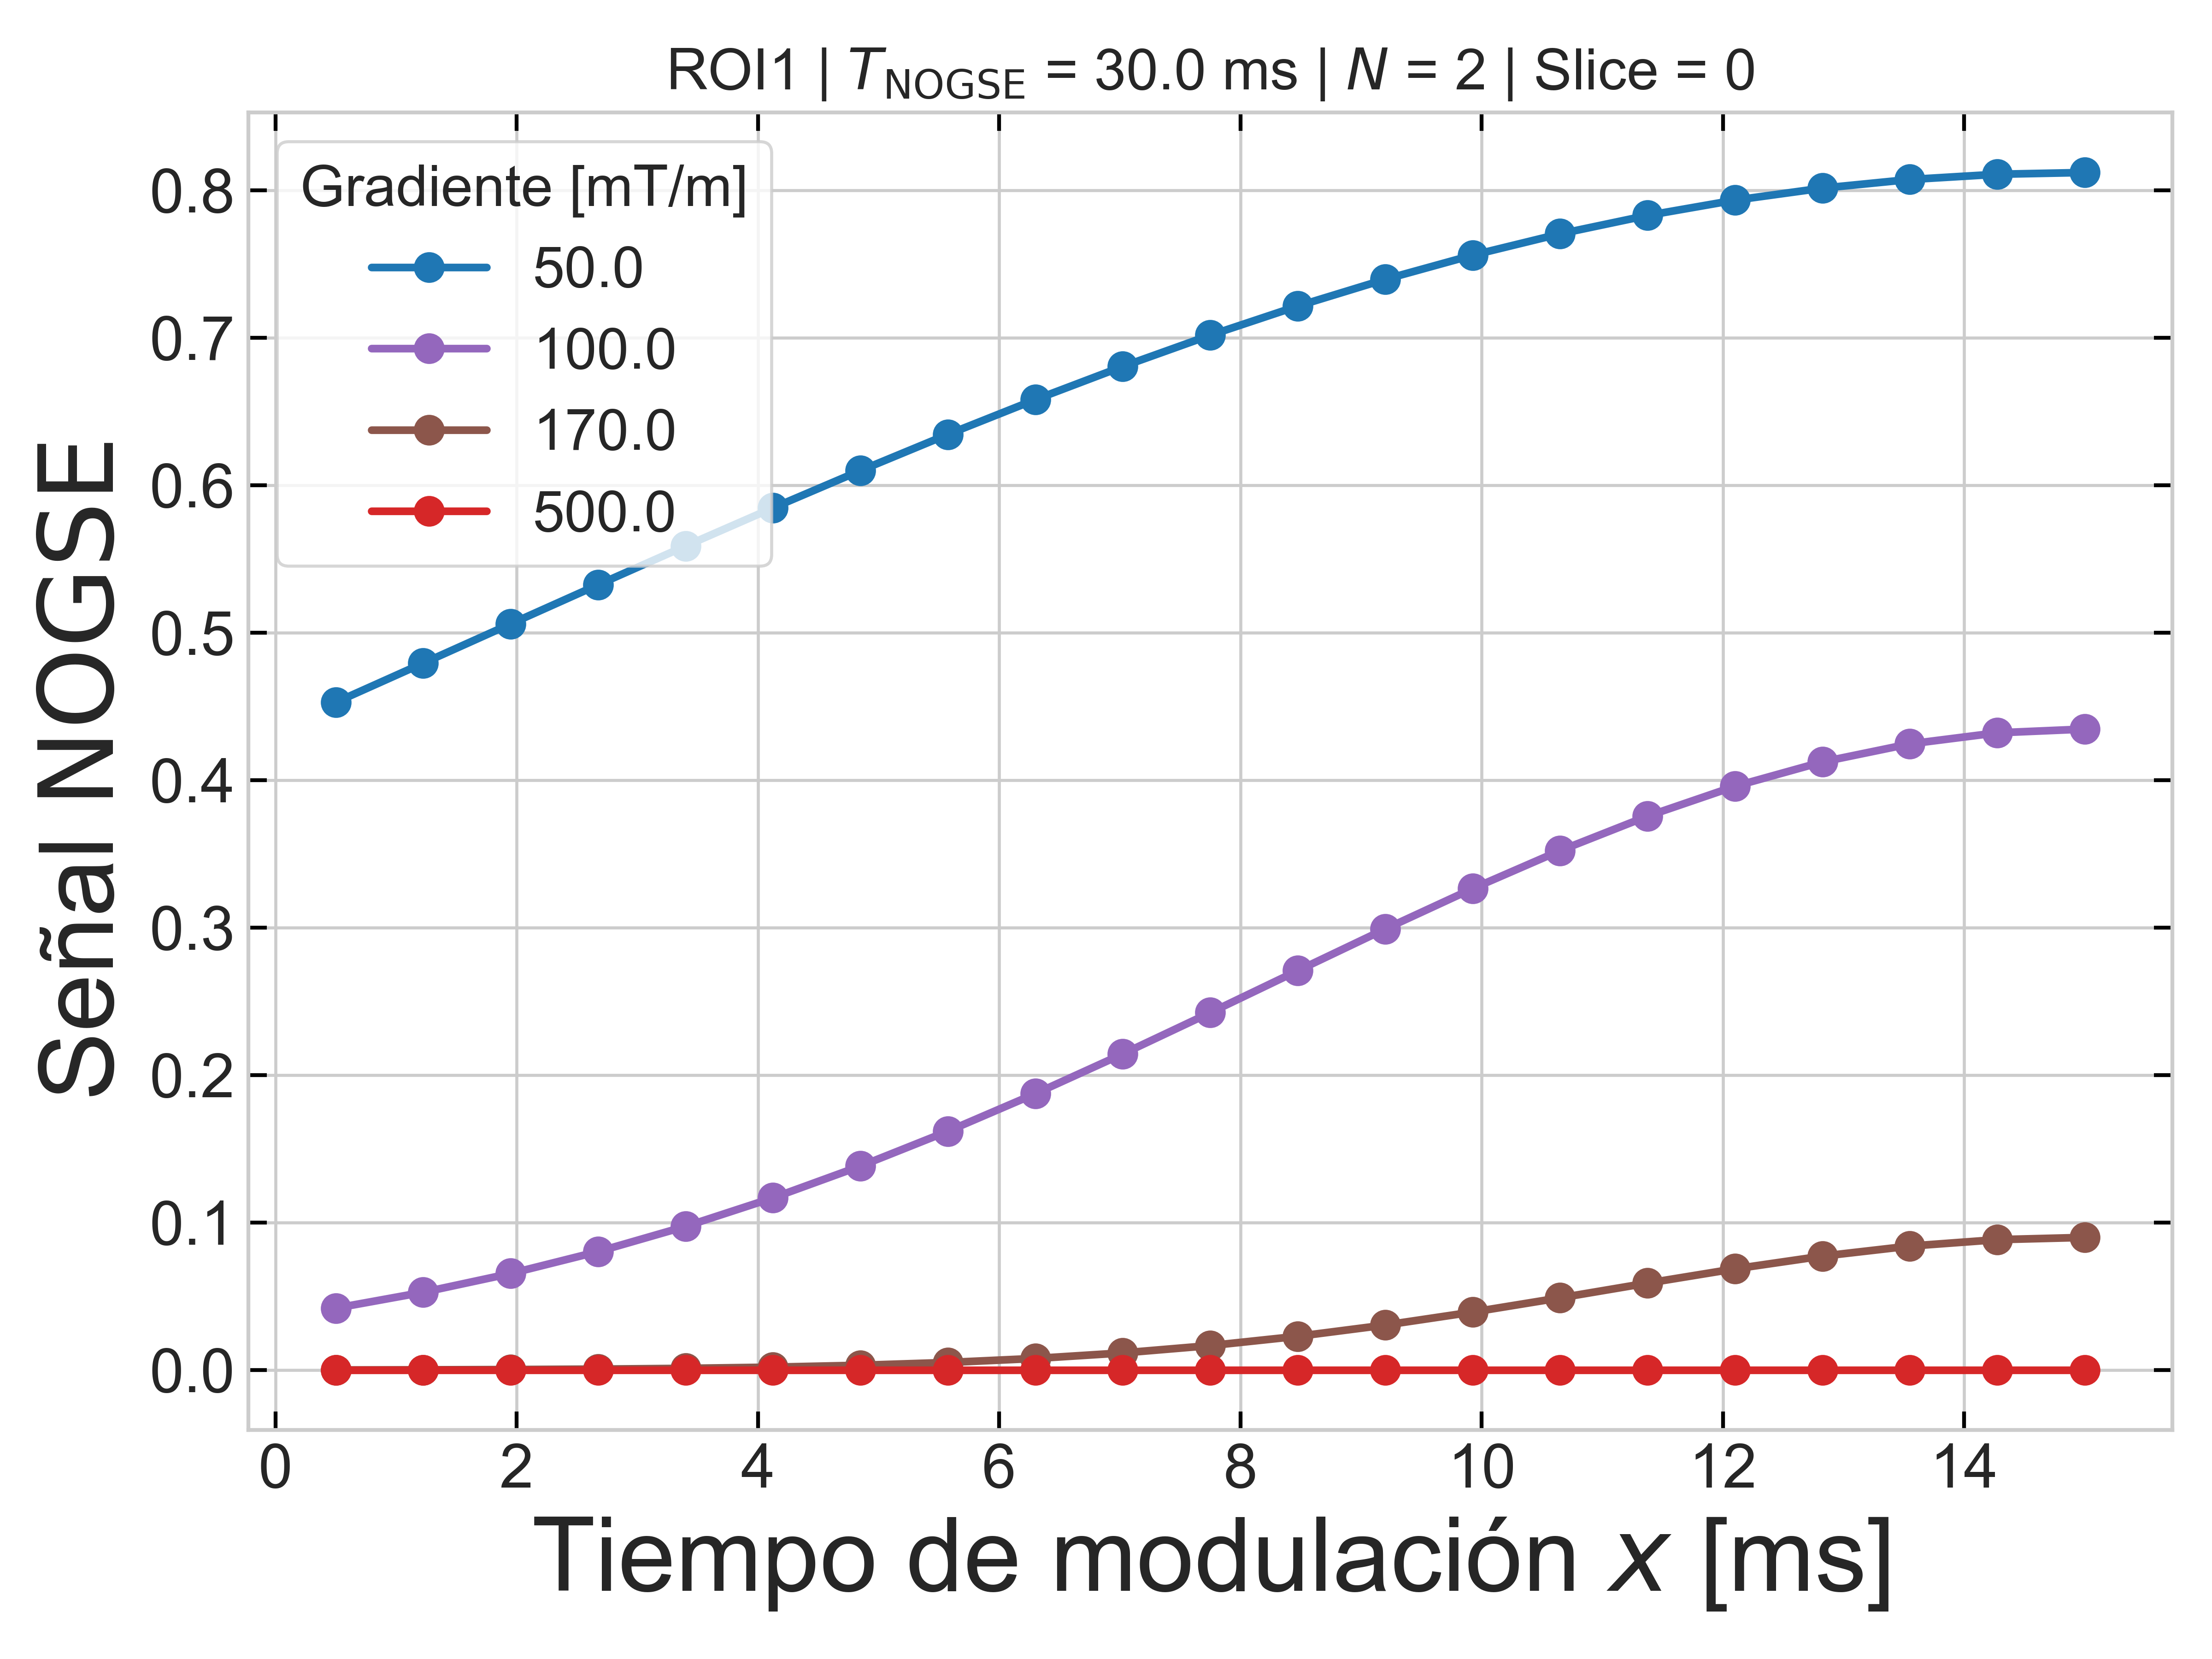 ROI1 | T_NOGSE = 30.0 ms | N = 2 | Slice = 0
Señal NOGSE
0.8
0.7
0.6
0.5
0.4
0.3
0.2
0.1
0.0
Gradiente [mT/m]
50.0
100.0
170.0
500.0
0 2 4 6 8 10 12 14
Tiempo de modulación x [ms]